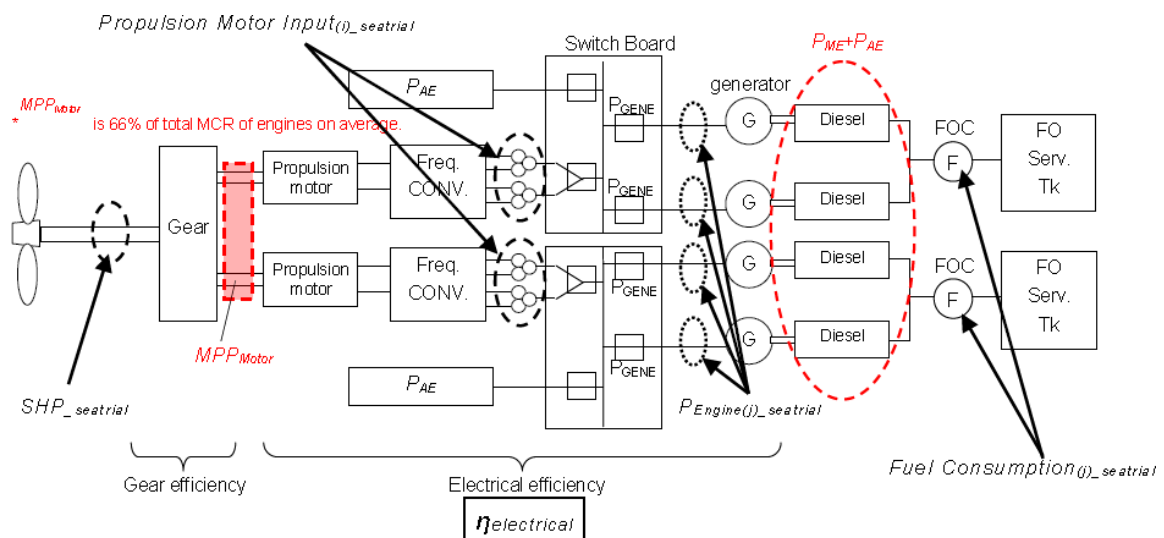 Propulsion Motor Input(i)_seatrial
Switch Board
PME+PAE
PAE
generator
MPPMotor
* is 66% of total MCR of engines on average.
PGENE
G
Diesel
FOC
FO
Serv.
Tk
F
Propulsion
motor
Freq.
CONV.
PGENE
G
Diesel
Gear
Propulsion
motor
Freq.
CONV.
PGENE
G
Diesel
FOC
FO
Serv.
Tk
F
MPPMotor
G
Diesel
PGENE
PAE
SHP_seatrial
PEngine(j)_seatrial
Fuel Consumption(j)_seatrial
Gear efficiency
Electrical efficiency
ηelectrical